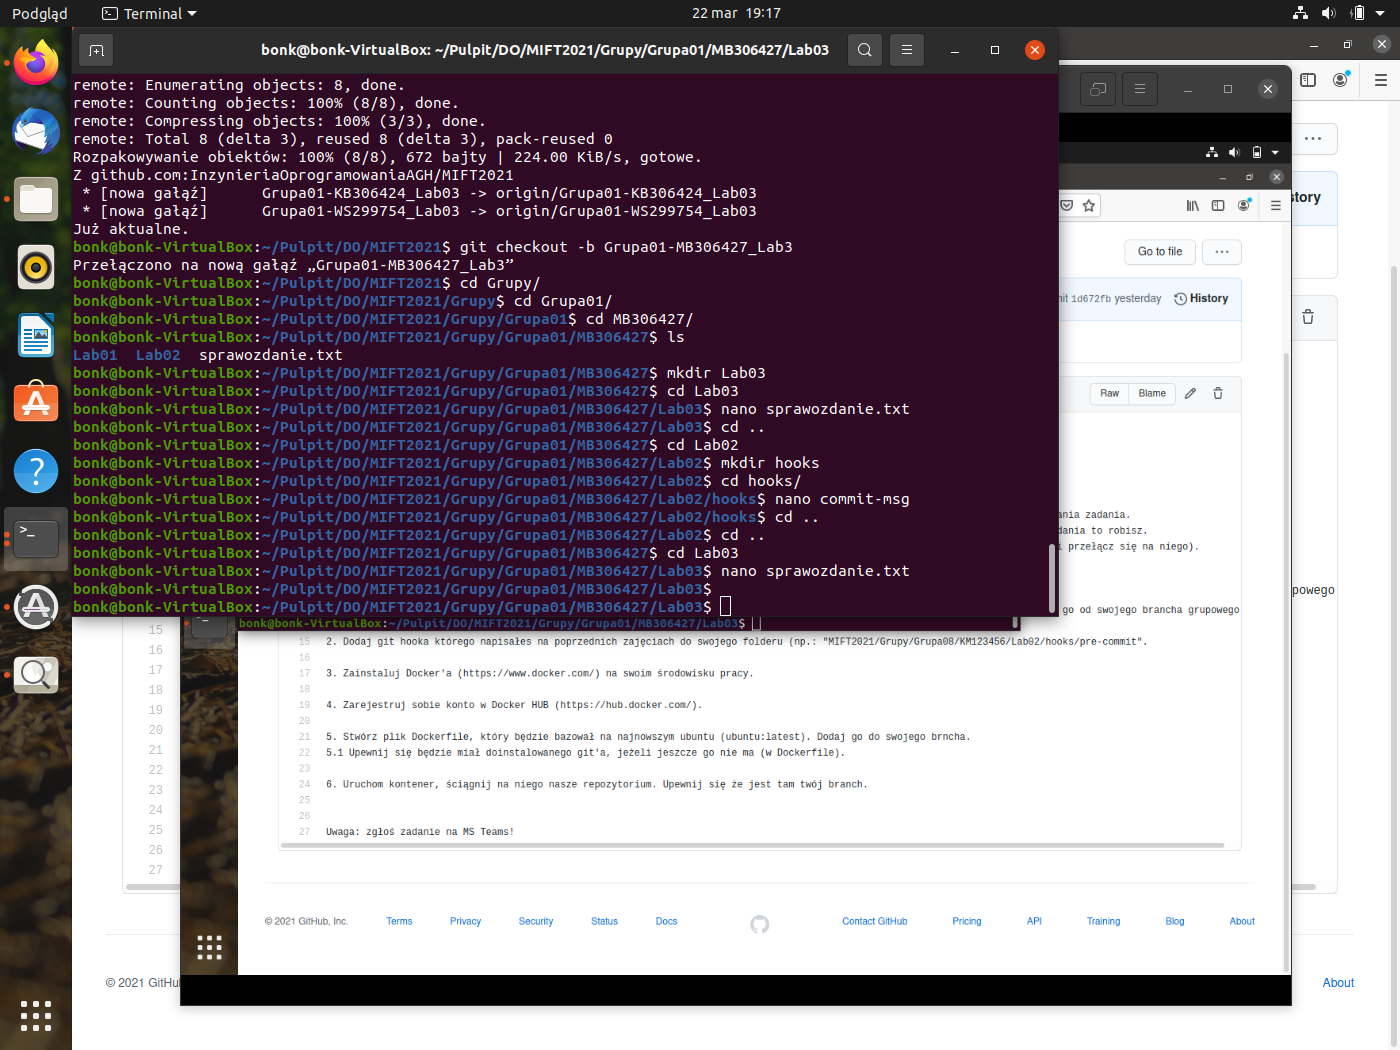 Podgląd
Terminal
22 mar  19:17
bonk@bonk-VirtualBox: ~/Pulpit/DO/MIFT2021/Grupy/Grupa01/MB306427/Lab03
remote: Enumerating objects: 8, done.
remote: Counting objects: 100% (8/8), done.
remote: Compressing objects: 100% (3/3), done.
remote: Total 8 (delta 3), reused 8 (delta 3), pack-reused 0
Rozpakowywanie obiektów: 100% (8/8), 672 bajty | 224.00 KiB/s, gotowe.
Z github.com:InzynieriaOprogramowaniaAGH/MIFT2021
 * [nowa gałąź]      Grupa01-KB306424_Lab03 -> origin/Grupa01-KB306424_Lab03
 * [nowa gałąź]      Grupa01-WS299754_Lab03 -> origin/Grupa01-WS299754_Lab03
Już aktualne.
bonk@bonk-VirtualBox:~/Pulpit/DO/MIFT2021$ git checkout -b Grupa01-MB306427_Lab3
Przełączono na nową gałąź „Grupa01-MB306427_Lab3”
bonk@bonk-VirtualBox:~/Pulpit/DO/MIFT2021$ cd Grupy/
bonk@bonk-VirtualBox:~/Pulpit/DO/MIFT2021/Grupy$ cd Grupa01/
bonk@bonk-VirtualBox:~/Pulpit/DO/MIFT2021/Grupy/Grupa01$ cd MB306427/
bonk@bonk-VirtualBox:~/Pulpit/DO/MIFT2021/Grupy/Grupa01/MB306427$ ls
Lab01  Lab02  sprawozdanie.txt
bonk@bonk-VirtualBox:~/Pulpit/DO/MIFT2021/Grupy/Grupa01/MB306427$ mkdir Lab03
bonk@bonk-VirtualBox:~/Pulpit/DO/MIFT2021/Grupy/Grupa01/MB306427$ cd Lab03
bonk@bonk-VirtualBox:~/Pulpit/DO/MIFT2021/Grupy/Grupa01/MB306427/Lab03$ nano sprawozdanie.txt
bonk@bonk-VirtualBox:~/Pulpit/DO/MIFT2021/Grupy/Grupa01/MB306427/Lab03$ cd ..
bonk@bonk-VirtualBox:~/Pulpit/DO/MIFT2021/Grupy/Grupa01/MB306427$ cd Lab02
bonk@bonk-VirtualBox:~/Pulpit/DO/MIFT2021/Grupy/Grupa01/MB306427/Lab02$ mkdir hooks
bonk@bonk-VirtualBox:~/Pulpit/DO/MIFT2021/Grupy/Grupa01/MB306427/Lab02$ cd hooks/
bonk@bonk-VirtualBox:~/Pulpit/DO/MIFT2021/Grupy/Grupa01/MB306427/Lab02/hooks$ nano commit-msg
bonk@bonk-VirtualBox:~/Pulpit/DO/MIFT2021/Grupy/Grupa01/MB306427/Lab02/hooks$ cd ..
bonk@bonk-VirtualBox:~/Pulpit/DO/MIFT2021/Grupy/Grupa01/MB306427/Lab02$ cd ..
bonk@bonk-VirtualBox:~/Pulpit/DO/MIFT2021/Grupy/Grupa01/MB306427$ cd Lab03
bonk@bonk-VirtualBox:~/Pulpit/DO/MIFT2021/Grupy/Grupa01/MB306427/Lab03$ nano sprawozdanie.txt
bonk@bonk-VirtualBox:~/Pulpit/DO/MIFT2021/Grupy/Grupa01/MB306427/Lab03$
bonk@bonk-VirtualBox:~/Pulpit/DO/MIFT2021/Grupy/Grupa01/MB306427/Lab03$
story
Go to file
1d672fb yesterday
History
Raw
Blame
ania zadania.
dania to robisz.
i przełącz się na niego).
go od swojego brancha grupowego
powego
bonk@bonk-VirtualBox:~/Pulpit/DO/MIFT2021/Grupy/Grupa01/MB306427/Lab03$
15 2. Dodaj git hooka którego napisałes na poprzednich zajęciach do swojego folderu (np.: "MIFT2021/Grupy/Grupa08/KM123456/Lab02/hooks/pre-commit".
16
17 3. Zainstaluj Docker'a (https://www.docker.com/) na swoim środowisku pracy.
18
19 4. Zarejestruj sobie konto w Docker HUB (https://hub.docker.com/).
20
21 5. Stwórz plik Dockerfile, który będzie bazował na najnowszym ubuntu (ubuntu:latest). Dodaj go do swojego brncha.
22 5.1 Upewnij się będzie miał doinstalowanego git'a, jeżeli jeszcze go nie ma (w Dockerfile).
23
24 6. Uruchom kontener, ściągnij na niego nasze repozytorium. Upewnij się że jest tam twój branch.
25
26
27 Uwaga: zgłoś zadanie na MS Teams!
© 2021 GitHub, Inc.
Terms
Privacy
Security
Status
Docs
Contact GitHub
Pricing
API
Training
Blog
About
15
16
17
18
19
20
21
22
23
24
25
26
27
© 2021 GitHu
About